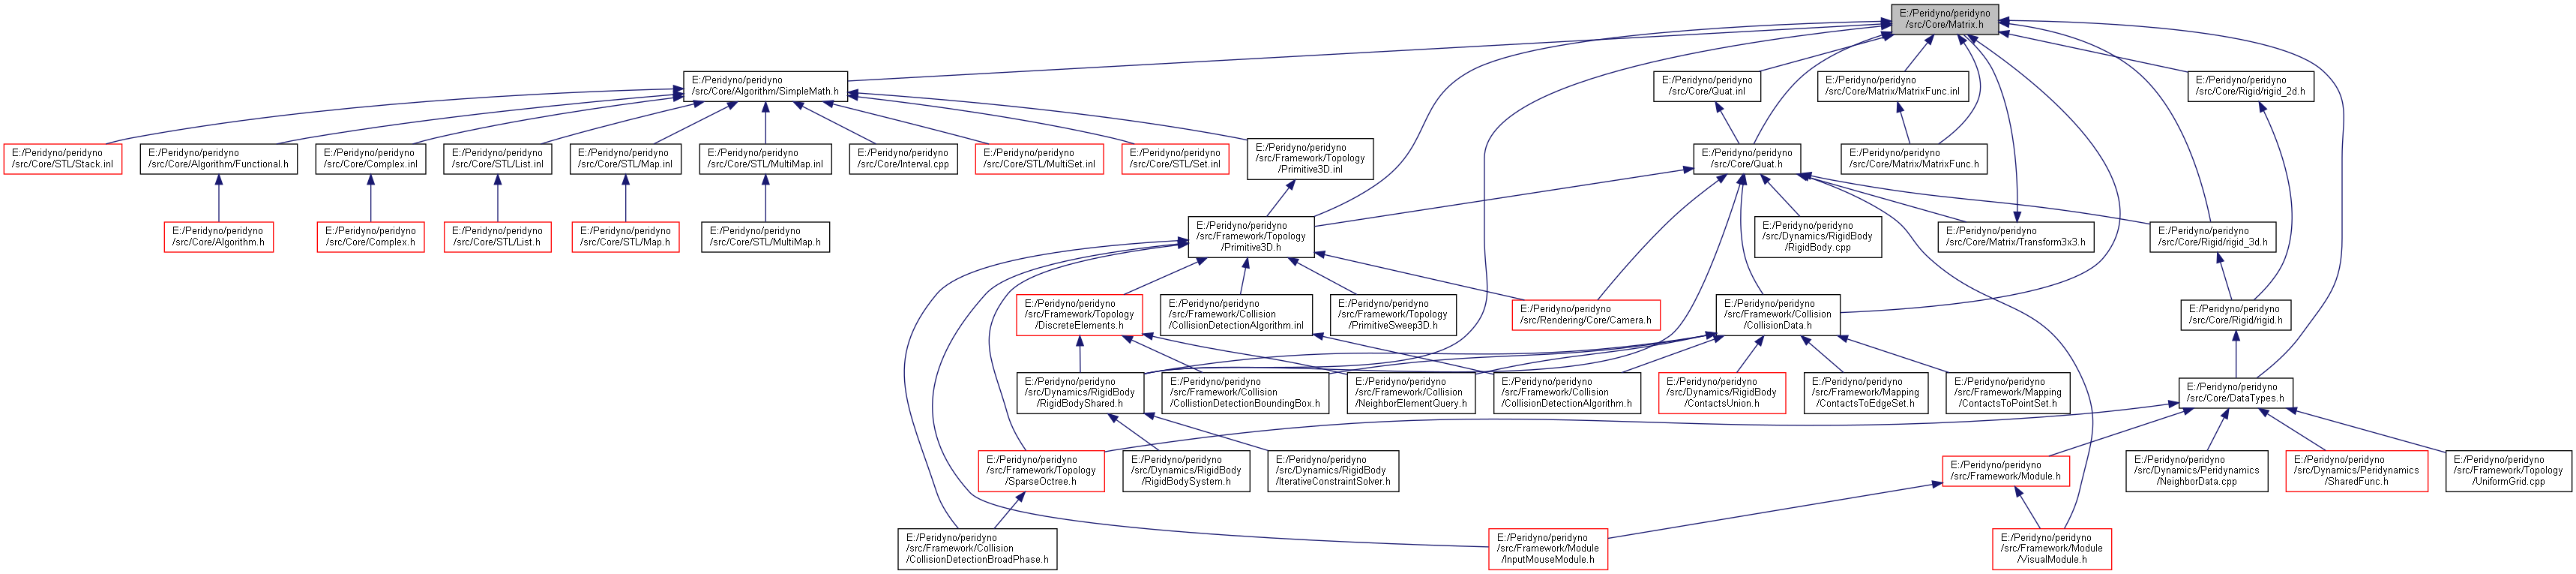 E:/Peridyno/peridyno
/src/Core/Matrix.h
E:/Peridyno/peridyno
/src/Core/Algorithm/SimpleMath.h
E:/Peridyno/peridyno
/src/Core/Quat.inl
E:/Peridyno/peridyno
/src/Core/Matrix/MatrixFunc.inl
E:/Peridyno/peridyno
/src/Core/Rigid/rigid_2d.h
E:/Peridyno/peridyno
/src/Core/STL/Stack.inl
E:/Peridyno/peridyno
/src/Core/Algorithm/Functional.h
E:/Peridyno/peridyno
/src/Core/Complex.inl
E:/Peridyno/peridyno
/src/Core/STL/List.inl
E:/Peridyno/peridyno
/src/Core/STL/Map.inl
E:/Peridyno/peridyno
/src/Core/STL/MultiMap.inl
E:/Peridyno/peridyno
/src/Core/Interval.cpp
E:/Peridyno/peridyno
/src/Core/STL/MultiSet.inl
E:/Peridyno/peridyno
/src/Core/STL/Set.inl
E:/Peridyno/peridyno
/src/Framework/Topology
/Primitive3D.inl
E:/Peridyno/peridyno
/src/Core/Quat.h
E:/Peridyno/peridyno
/src/Core/Matrix/MatrixFunc.h
E:/Peridyno/peridyno
/src/Core/Algorithm.h
E:/Peridyno/peridyno
/src/Core/Complex.h
E:/Peridyno/peridyno
/src/Core/STL/List.h
E:/Peridyno/peridyno
/src/Core/STL/Map.h
E:/Peridyno/peridyno
/src/Core/STL/MultiMap.h
E:/Peridyno/peridyno
/src/Framework/Topology
/Primitive3D.h
E:/Peridyno/peridyno
/src/Dynamics/RigidBody
/RigidBody.cpp
E:/Peridyno/peridyno
/src/Core/Matrix/Transform3x3.h
E:/Peridyno/peridyno
/src/Core/Rigid/rigid_3d.h
E:/Peridyno/peridyno
/src/Framework/Topology
/DiscreteElements.h
E:/Peridyno/peridyno
/src/Framework/Collision
/CollisionDetectionAlgorithm.inl
E:/Peridyno/peridyno
/src/Framework/Topology
/PrimitiveSweep3D.h
E:/Peridyno/peridyno
/src/Rendering/Core/Camera.h
E:/Peridyno/peridyno
/src/Framework/Collision
/CollisionData.h
E:/Peridyno/peridyno
/src/Core/Rigid/rigid.h
E:/Peridyno/peridyno
/src/Dynamics/RigidBody
/RigidBodyShared.h
E:/Peridyno/peridyno
/src/Framework/Collision
/CollistionDetectionBoundingBox.h
E:/Peridyno/peridyno
/src/Framework/Collision
/NeighborElementQuery.h
E:/Peridyno/peridyno
/src/Framework/Collision
/CollisionDetectionAlgorithm.h
E:/Peridyno/peridyno
/src/Dynamics/RigidBody
/ContactsUnion.h
E:/Peridyno/peridyno
/src/Framework/Mapping
/ContactsToEdgeSet.h
E:/Peridyno/peridyno
/src/Framework/Mapping
/ContactsToPointSet.h
E:/Peridyno/peridyno
/src/Core/DataTypes.h
E:/Peridyno/peridyno
/src/Framework/Topology
/SparseOctree.h
E:/Peridyno/peridyno
/src/Dynamics/RigidBody
/RigidBodySystem.h
E:/Peridyno/peridyno
/src/Dynamics/RigidBody
/IterativeConstraintSolver.h
E:/Peridyno/peridyno
/src/Framework/Module.h
E:/Peridyno/peridyno
/src/Dynamics/Peridynamics
/NeighborData.cpp
E:/Peridyno/peridyno
/src/Dynamics/Peridynamics
/SharedFunc.h
E:/Peridyno/peridyno
/src/Framework/Topology
/UniformGrid.cpp
E:/Peridyno/peridyno
/src/Framework/Collision
/CollisionDetectionBroadPhase.h
E:/Peridyno/peridyno
/src/Framework/Module
/InputMouseModule.h
E:/Peridyno/peridyno
/src/Framework/Module
/VisualModule.h